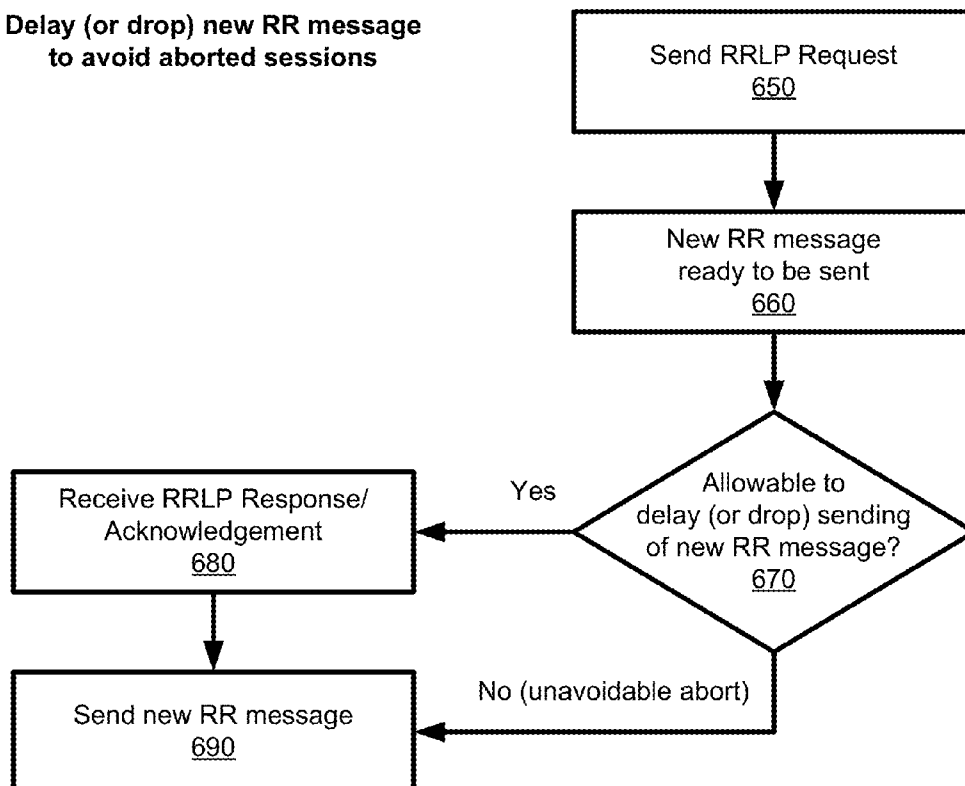 Delay (or drop) new RR message
to avoid aborted sessions
Send RRLP Request
650
New RR message
ready to be sent
660
Allowable to
delay (or drop) sending
of new RR message?
670
Yes
Receive RRLP Response/
Acknowledgement
680
No (unavoidable abort)
Send new RR message
690